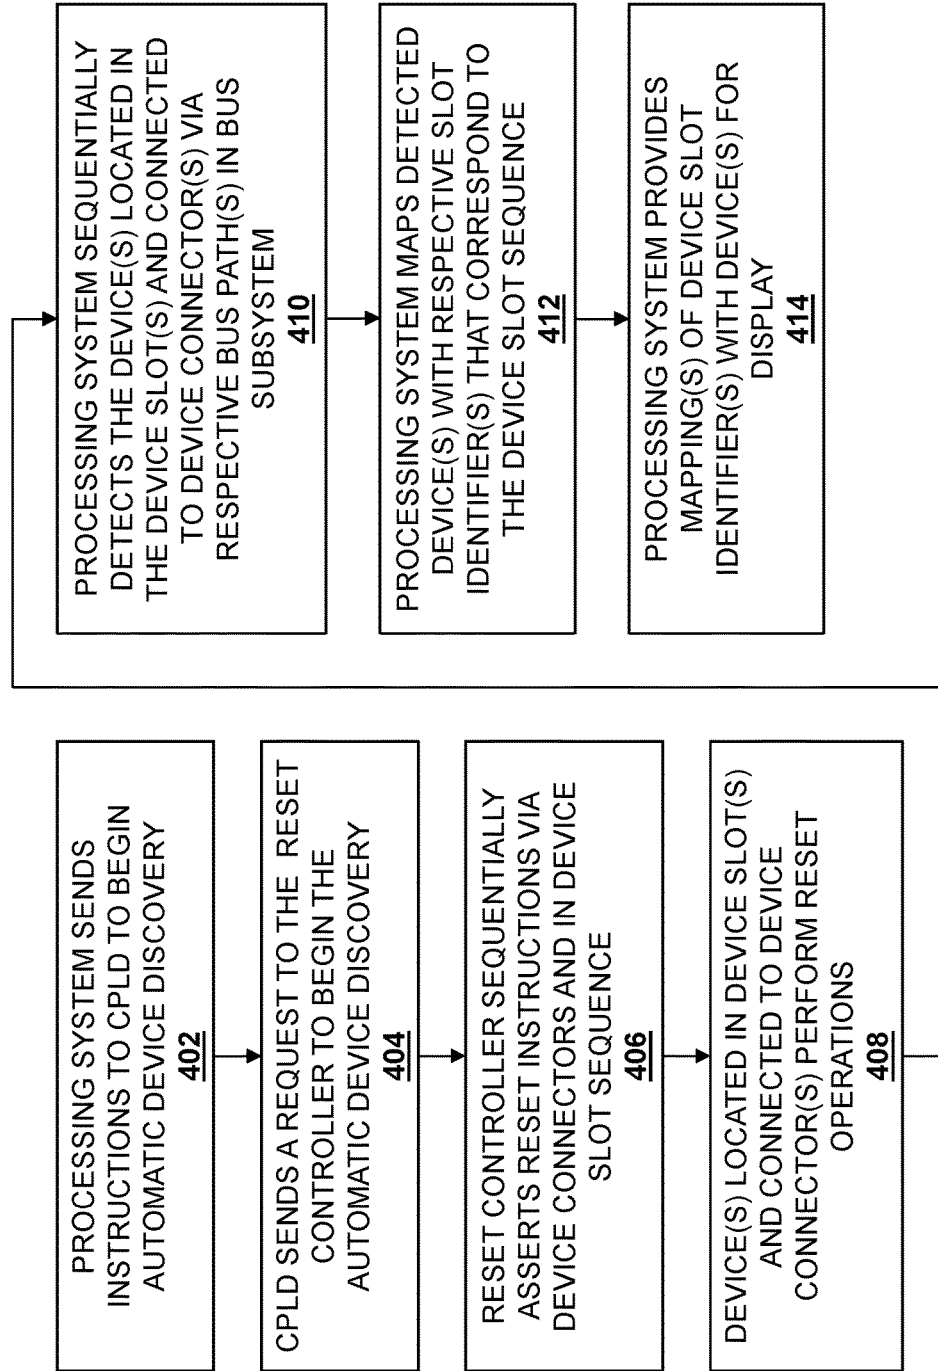 PROCESSING SYSTEM SENDS
INSTRUCTIONS TO CPLD TO BEGIN
AUTOMATIC DEVICE DISCOVERY
402
CPLD SENDS A REQUEST TO THE RESET
CONTROLLER TO BEGIN THE
AUTOMATIC DEVICE DISCOVERY
404
RESET CONTROLLER SEQUENTIALLY
ASSERTS RESET INSTRUCTIONS VIA
DEVICE CONNECTORS AND IN DEVICE
SLOT SEQUENCE
406
DEVICE(S) LOCATED IN DEVICE SLOT(S)
AND CONNECTED TO DEVICE
CONNECTOR(S) PERFORM RESET
OPERATIONS
408
PROCESSING SYSTEM SEQUENTIALLY
DETECTS THE DEVICE(S) LOCATED IN
THE DEVICE SLOT(S) AND CONNECTED
TO DEVICE CONNECTOR(S) VIA
RESPECTIVE BUS PATH(S) IN BUS
SUBSYSTEM
410
PROCESSING SYSTEM MAPS DETECTED
DEVICE(S) WITH RESPECTIVE SLOT
IDENTIFIER(S) THAT CORRESPOND TO
THE DEVICE SLOT SEQUENCE
412
PROCESSING SYSTEM PROVIDES
MAPPING(S) OF DEVICE SLOT
IDENTIFIER(S) WITH DEVICE(S) FOR
DISPLAY
414